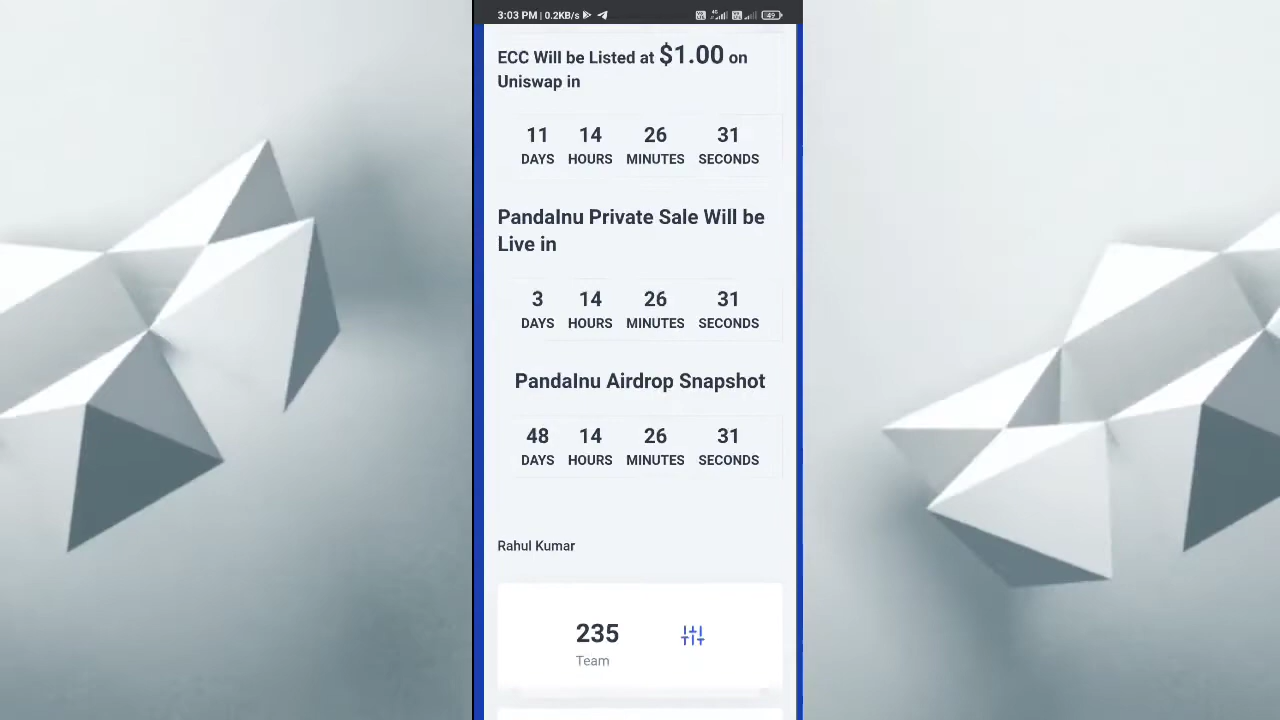 3:03 PM | 0.2KB/s
49
ECC Will be Listed at $1.00 on
Uniswap in
11 14 26 31
DAYS HOURS MINUTES SECONDS
PandaInu Private Sale Will be
Live in
3 14 26 31
DAYS HOURS MINUTES SECONDS
PandaInu Airdrop Snapshot
48 14 26 31
DAYS HOURS MINUTES SECONDS
Rahul Kumar
235
Team